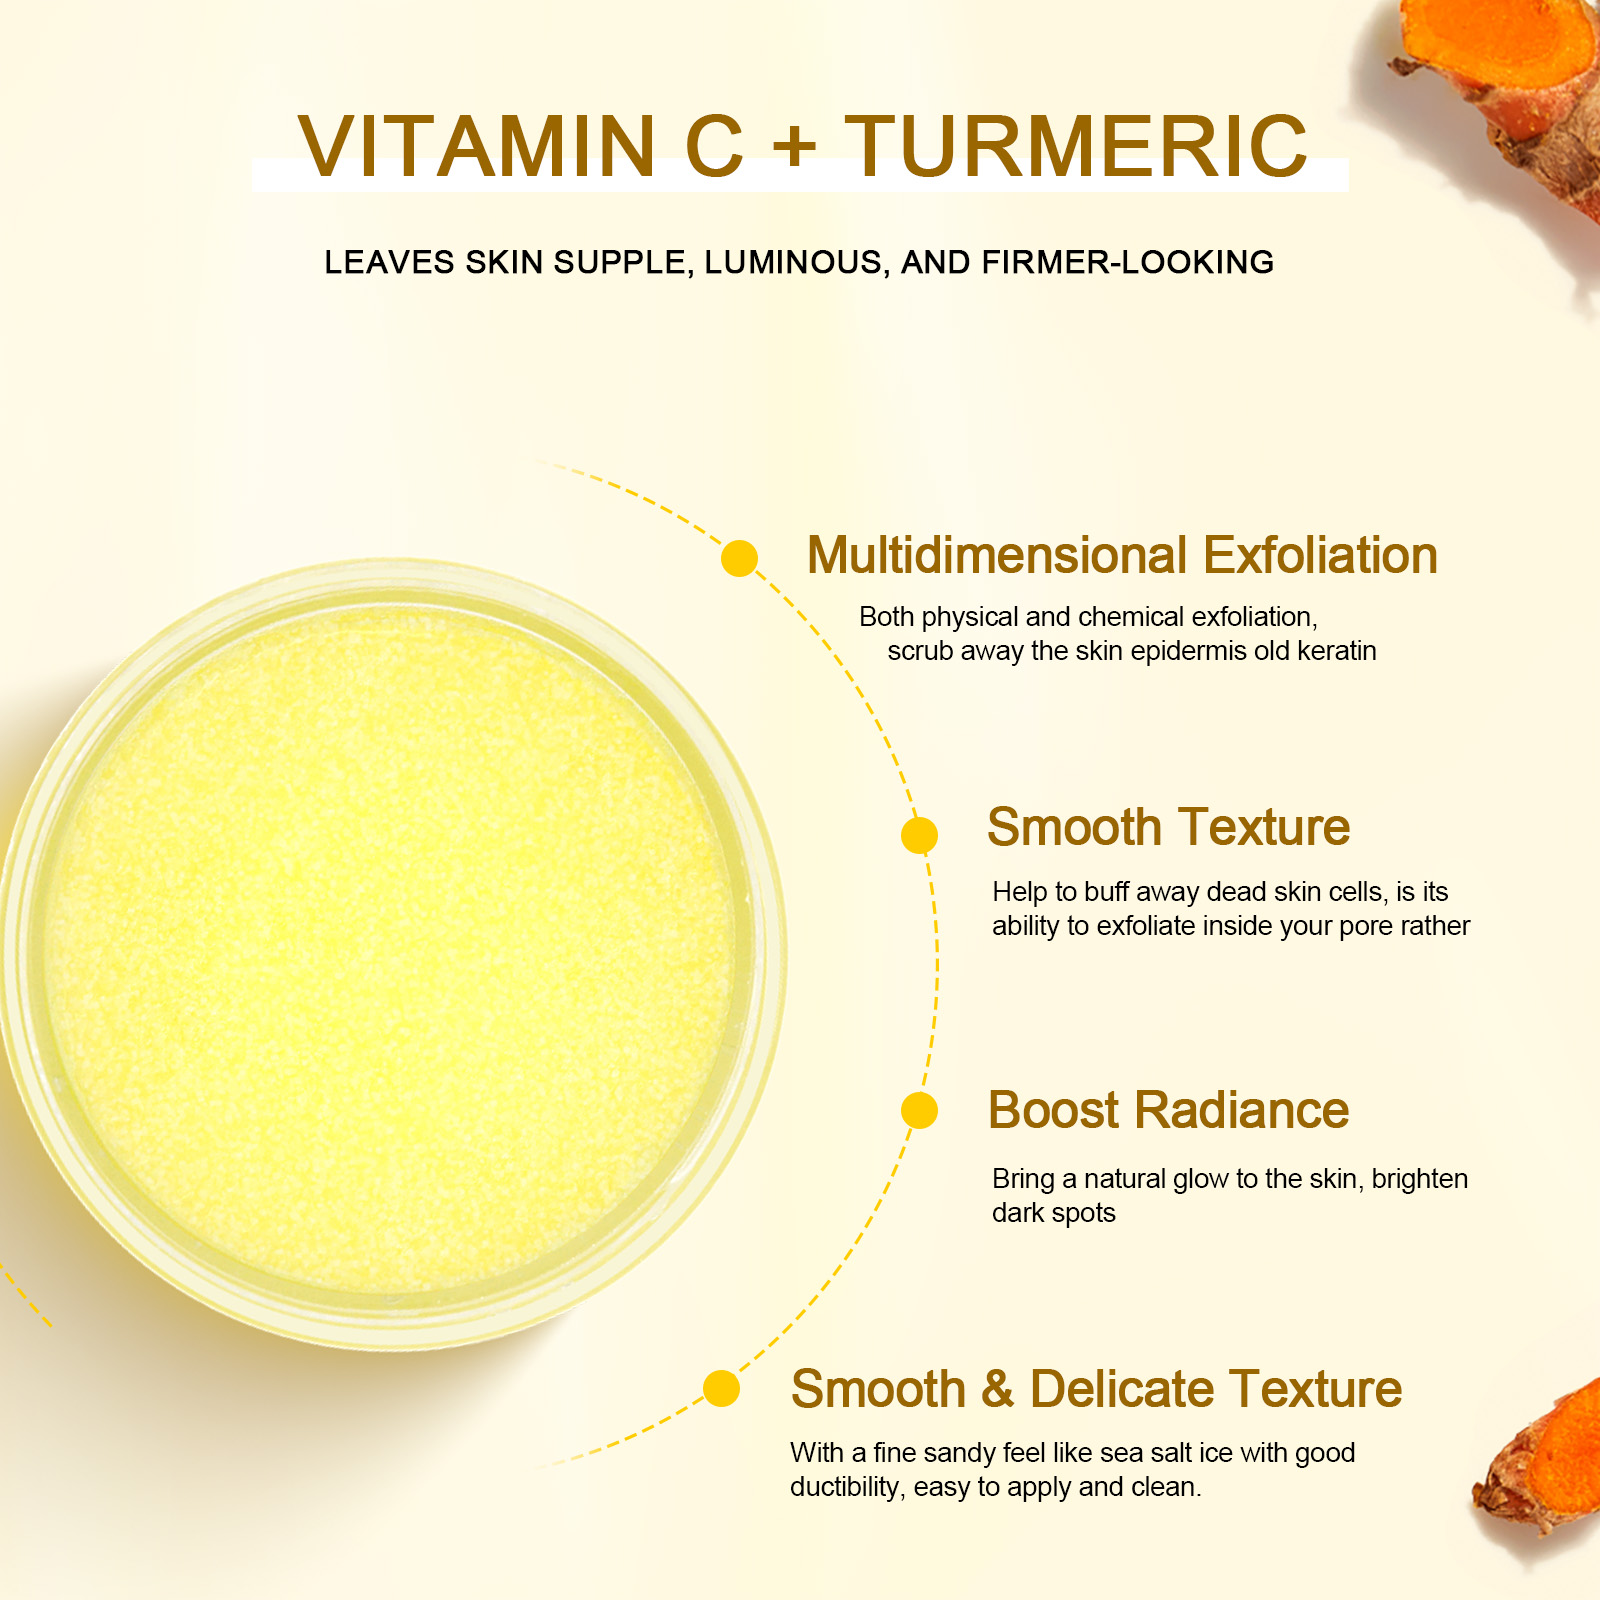 VITAMIN C + TURMERIC
LEAVES SKIN SUPPLE, LUMINOUS, AND FIRMER-LOOKING
Multidimensional Exfoliation
Both physical and chemical exfoliation,
scrub away the skin epidermis old keratin
Smooth Texture
Help to buff away dead skin cells, is its
ability to exfoliate inside your pore rather
Boost Radiance
Bring a natural glow to the skin, brighten
dark spots
Smooth & Delicate Texture
With a fine sandy feel like sea salt ice with good
ductibility, easy to apply and clean.